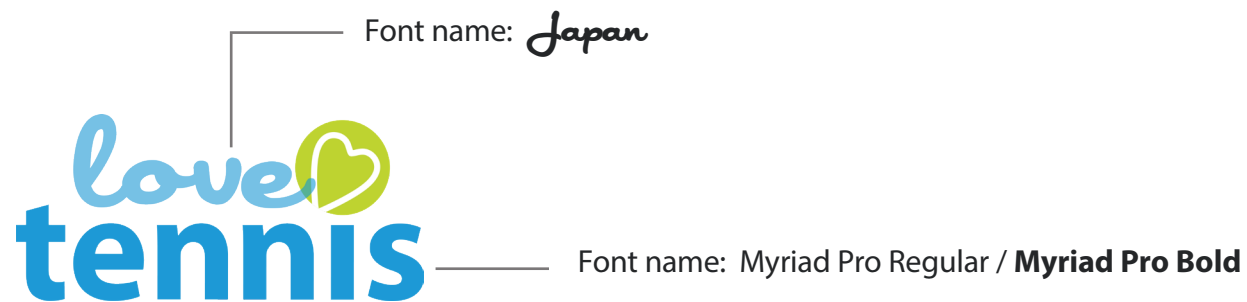 Font name: Japan
love
tennis
Font name: Myriad Pro Regular / Myriad Pro Bold